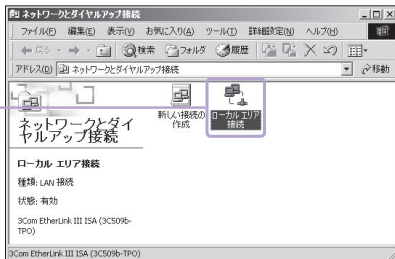 ネットワークとダイヤルアップ接続
ファイル(F) 編集(E) 表示(V) お気に入り(A) ツール(T) 詳細設定(N) ヘルプ(H)
戻る 検索 フォルダ 履歴
アドレス(D) ネットワークとダイヤルアップ接続 移動
ネットワークとダイ
ヤルアップ接続
新しい接続の
作成
ローカル エリア
接続
ローカル エリア接続
種類: LAN 接続
状態: 有効
3Com EtherLink III ISA (3C509b-
TPO)
3Com EtherLink III ISA (3C509b-TPO)